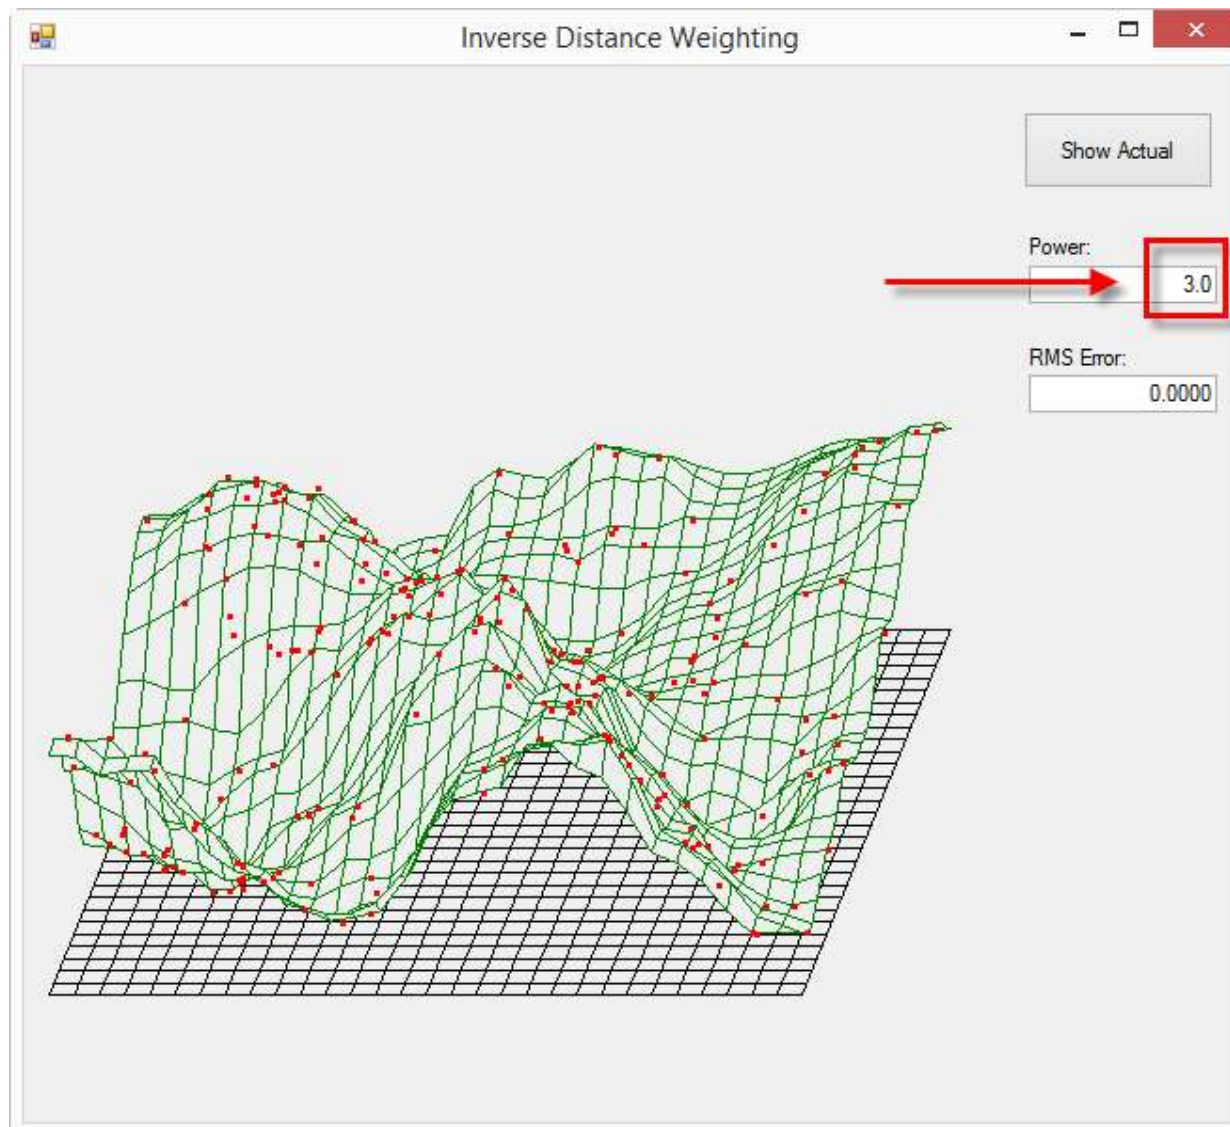 Inverse Distance Weighting
Show Actual
Power:
3.0
RMS Error:
0.0000